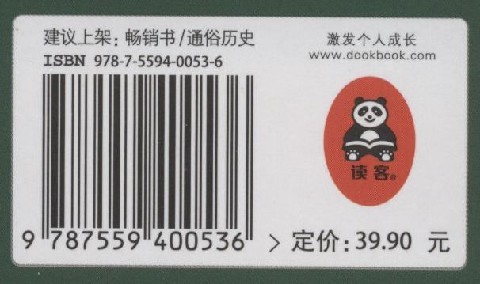 建议上架：畅销书/通俗历史
ISBN 978-7-5594-0053-6
9 787559 400536 >
激发个人成长
www.dookbook.com
读客®
定价：39.90 元